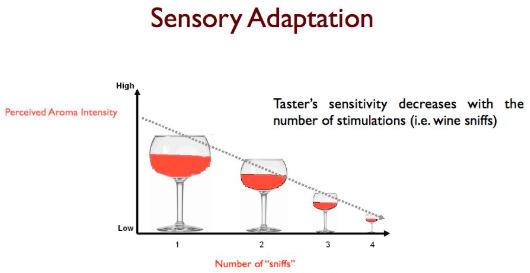 Sensory Adaptation
High
Perceived Aroma Intensity
Taster's sensitivity decreases with the
number of stimulations (i.e. wine sniffs)
Low
1 2 3 4
Number of "sniffs"